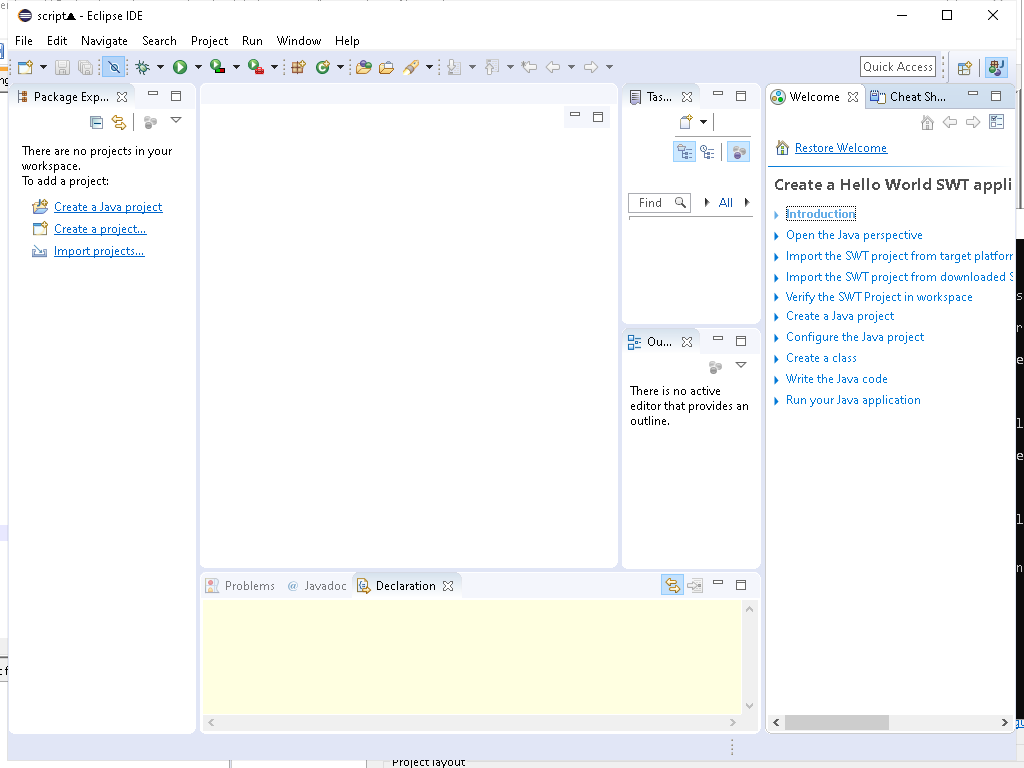 script▲ - Eclipse IDE
File Edit Navigate Search Project Run Window Help
Quick Access
Package Exp...
There are no projects in your
workspace.
To add a project:
Create a Java project
Create a project...
Import projects...
Tas...
Find
All
Ou...
There is no active
editor that provides an
outline.
Welcome
Cheat Sh...
Restore Welcome
Create a Hello World SWT appli
Introduction
Open the Java perspective
Import the SWT project from target platfor
Import the SWT project from downloaded S
Verify the SWT Project in workspace
Create a Java project
Configure the Java project
Create a class
Write the Java code
Run your Java application
Problems
@ Javadoc
Declaration
Project layout